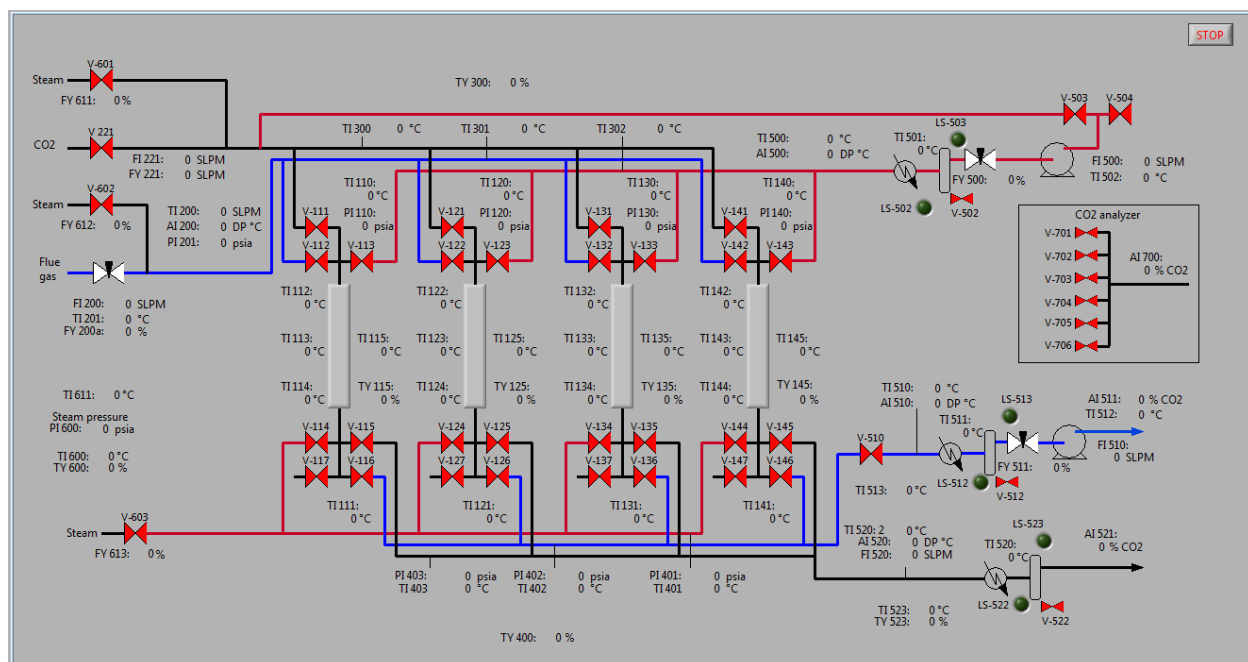 STOP
V-601
Steam
FY 611: 0 %
TY 300: 0 %
V-503 V-504
V 221
CO2
TI 300 0 °C TI 301 0 °C TI 302 0 °C
TI 500: 0 °C
AI 500: 0 DP °C
TI 501:
0 °C
LS-503
FI 221: 0 SLPM
FY 221: 0 SLPM
FY 500: 0 %
FI 500: 0 SLPM
TI 502: 0 °C
V-602
Steam
FY 612: 0 %
TI 200: 0 SLPM
AI 200: 0 DP °C
PI 201: 0 psia
TI 110:
0 °C
TI 120:
0 °C
TI 130:
0 °C
TI 140:
0 °C
LS-502
V-502
V-111
PI 110:
0 psia
V-121
PI 120:
0 psia
V-131
PI 130:
0 psia
V-141
PI 140:
0 psia
V-112 V-113 V-122 V-123 V-132 V-133 V-142 V-143
CO2 analyzer
V-701
V-702
V-703
V-704
V-705
V-706
AI 700:
0 % CO2
Flue
gas
FI 200: 0 SLPM
TI 201: 0 °C
FY 200a: 0 %
TI 112:
0 °C
TI 122:
0 °C
TI 132:
0 °C
TI 142:
0 °C
TI 113:
0 °C
TI 115:
0 °C
TI 123:
0 °C
TI 125:
0 °C
TI 133:
0 °C
TI 135:
0 °C
TI 143:
0 °C
TI 145:
0 °C
TI 114:
0 °C
TY 115:
0 %
TI 124:
0 °C
TY 125:
0 %
TI 134:
0 °C
TY 135:
0 %
TI 144:
0 °C
TY 145:
0 %
TI 611: 0 °C
Steam pressure
PI 600: 0 psia
TI 600: 0 °C
TY 600: 0 %
V-114 V-115 V-124 V-125 V-134 V-135 V-144 V-145
V-117 V-116 V-127 V-126 V-137 V-136 V-147 V-146
V-510
TI 510: 0 °C
AI 510: 0 DP °C
TI 511:
0 °C
LS-513
AI 511: 0 % CO2
TI 512: 0 °C
FI 510:
0 SLPM
FY 511:
0 %
LS-512
V-512
TI 513: 0 °C
TI 111:
0 °C
TI 121:
0 °C
TI 131:
0 °C
TI 141:
0 °C
V-603
Steam
FY 613: 0 %
TI 520: 2 0 °C
AI 520: 0 DP °C
FI 520: 0 SLPM
TI 520:
0 °C
LS-523
AI 521:
0 % CO2
PI 403: 0 psia
TI 403 0 °C
PI 402: 0 psia
TI 402 0 °C
PI 401: 0 psia
TI 401 0 °C
LS-522
V-522
TI 523: 0 °C
TY 523: 0 %
TY 400: 0 %